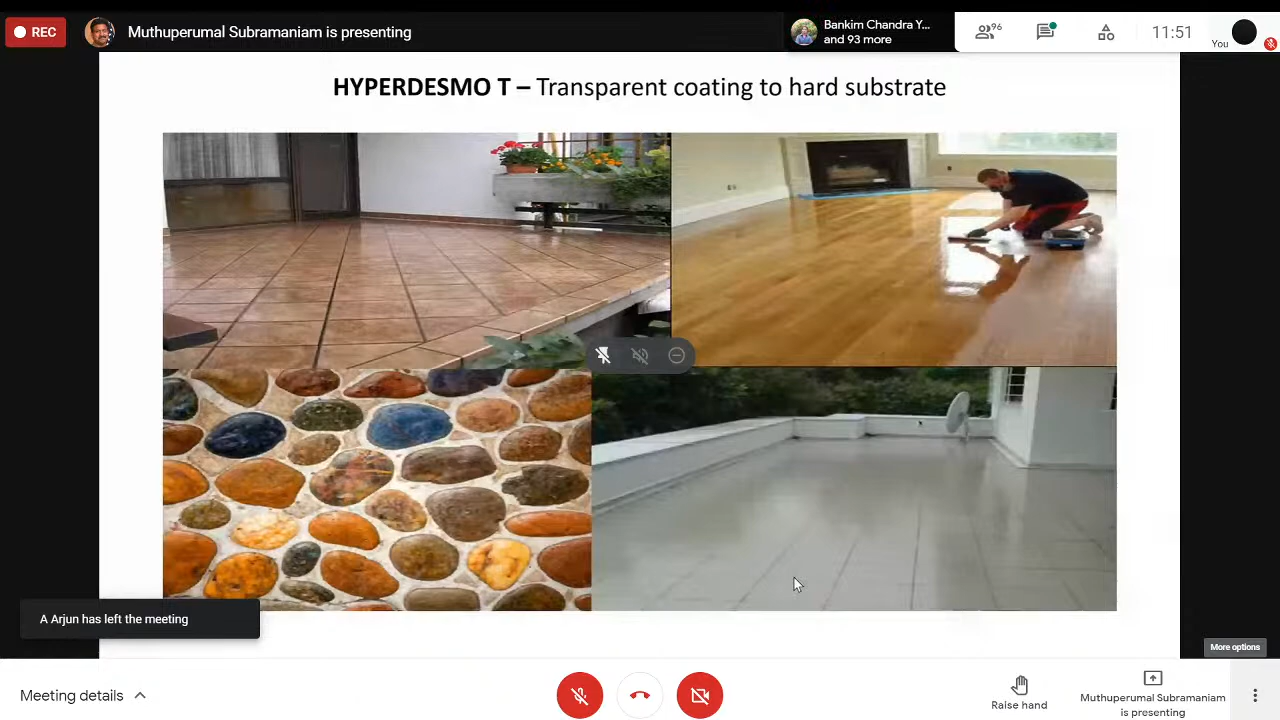 REC
Muthuperumal Subramaniam is presenting
Bankim Chandra Y...
and 93 more
96
11:51
You
HYPERDESMO T – Transparent coating to hard substrate
A Arjun has left the meeting
More options
Meeting details
Raise hand
Muthuperumal Subramaniam
is presenting